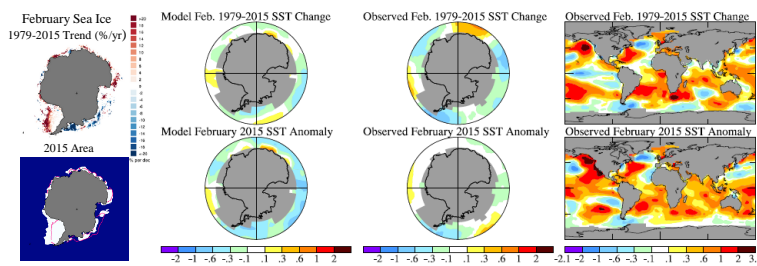 February Sea Ice
1979-2015 Trend (%/yr)
% per dec
2015 Area
Model Feb. 1979-2015 SST Change
Observed Feb. 1979-2015 SST Change
Observed Feb. 1979-2015 SST Change
Model February 2015 SST Anomaly
Observed February 2015 SST Anomaly
Observed February 2015 SST Anomaly
-2 -1 -.6 -.3 -.1 .1 .3 .6 1 2
-2 -1 -.6 -.3 -.1 .1 .3 .6 1 2
-2.1 -2 -1 -.6 -.3 -.1 .1 .3 .6 1 2 3.